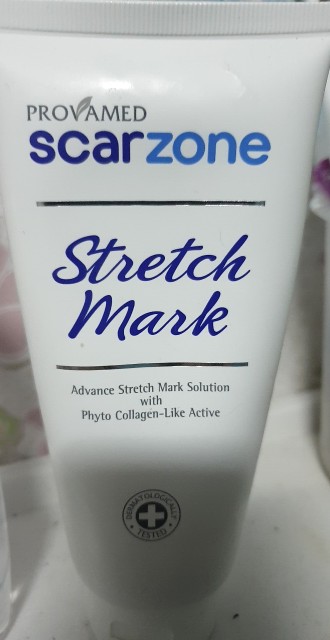 PROVAMED
scarzone
Stretch
Mark
Advance Stretch Mark Solution
with
Phyto Collagen-Like Active
DERMATOLOGICALLY
TESTED